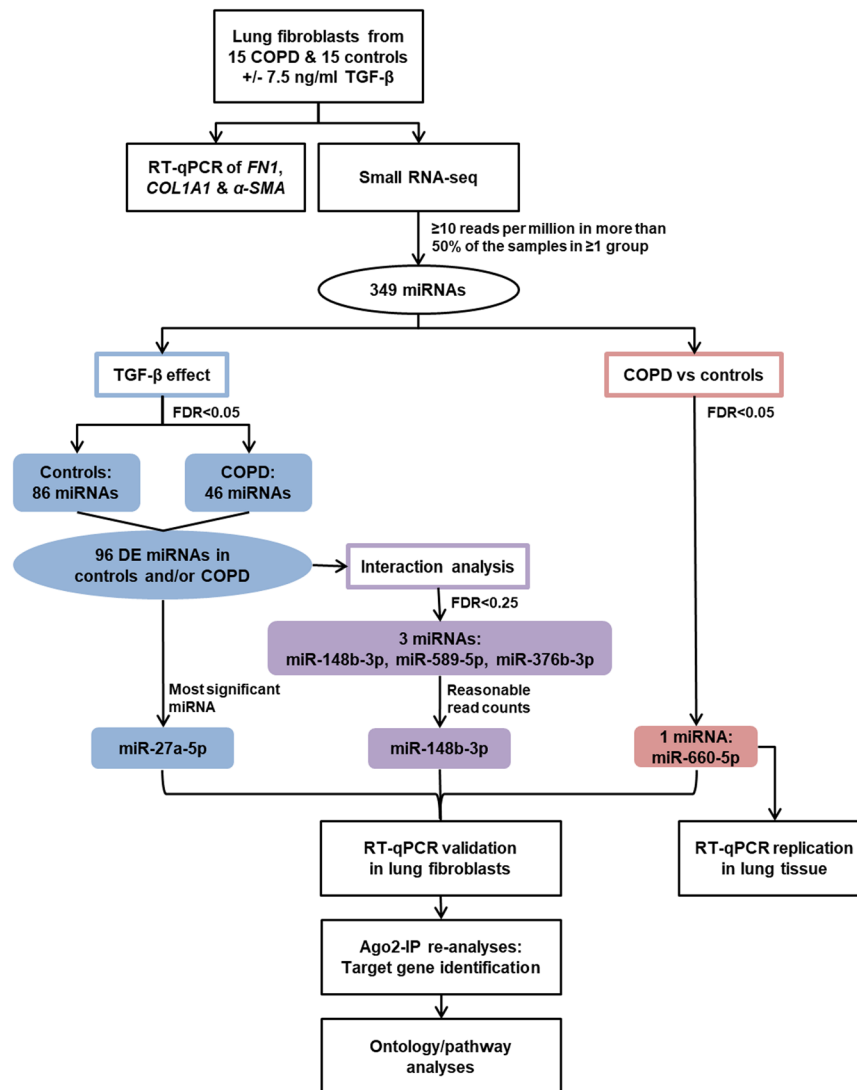 Lung fibroblasts from
15 COPD & 15 controls
+/- 7.5 ng/ml TGF-β
RT-qPCR of FN1,
COL1A1 & α-SMA
Small RNA-seq
≥10 reads per million in more than
50% of the samples in ≥1 group
349 miRNAs
TGF-β effect
COPD vs controls
FDR<0.05
FDR<0.05
Controls:
86 miRNAs
COPD:
46 miRNAs
96 DE miRNAs in
controls and/or COPD
Interaction analysis
FDR<0.25
3 miRNAs:
miR-148b-3p, miR-589-5p, miR-376b-3p
Most significant
miRNA
Reasonable
read counts
miR-27a-5p
miR-148b-3p
1 miRNA:
miR-660-5p
RT-qPCR validation
in lung fibroblasts
RT-qPCR replication
in lung tissue
Ago2-IP re-analyses:
Target gene identification
Ontology/pathway
analyses